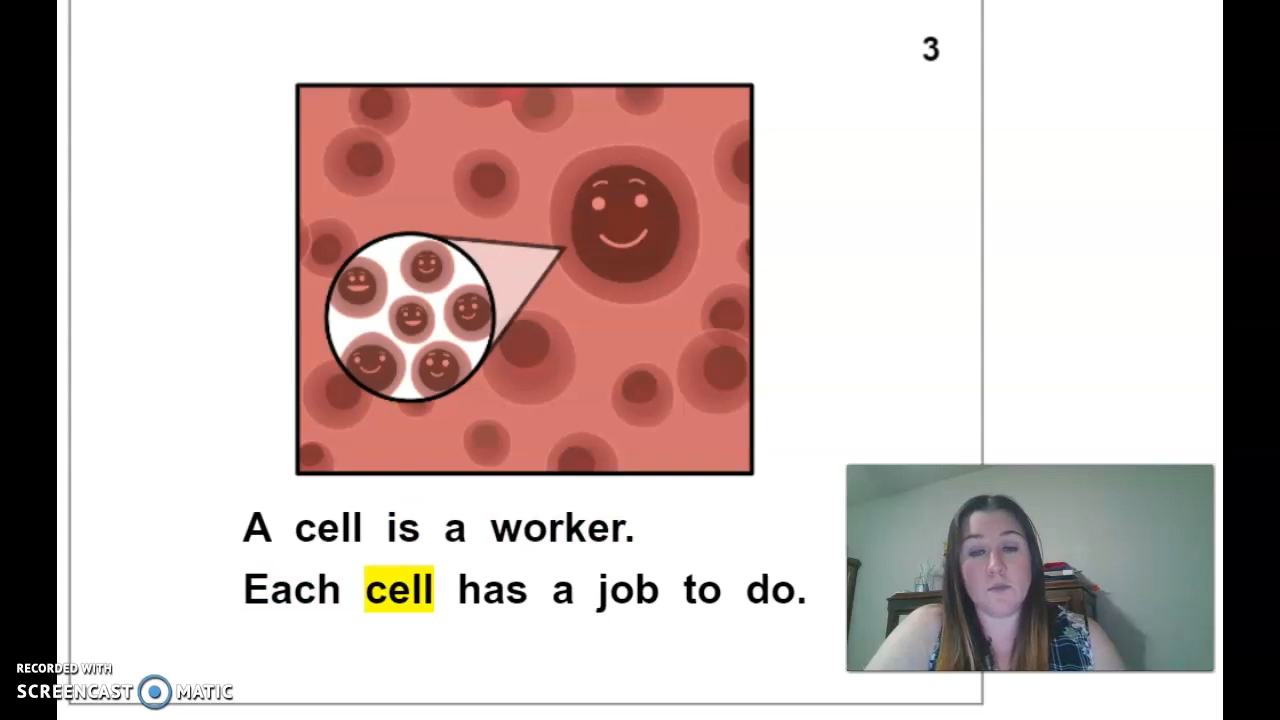 3
A cell is a worker.
Each cell has a job to do.
RECORDED WITH
SCREENCAST MATIC